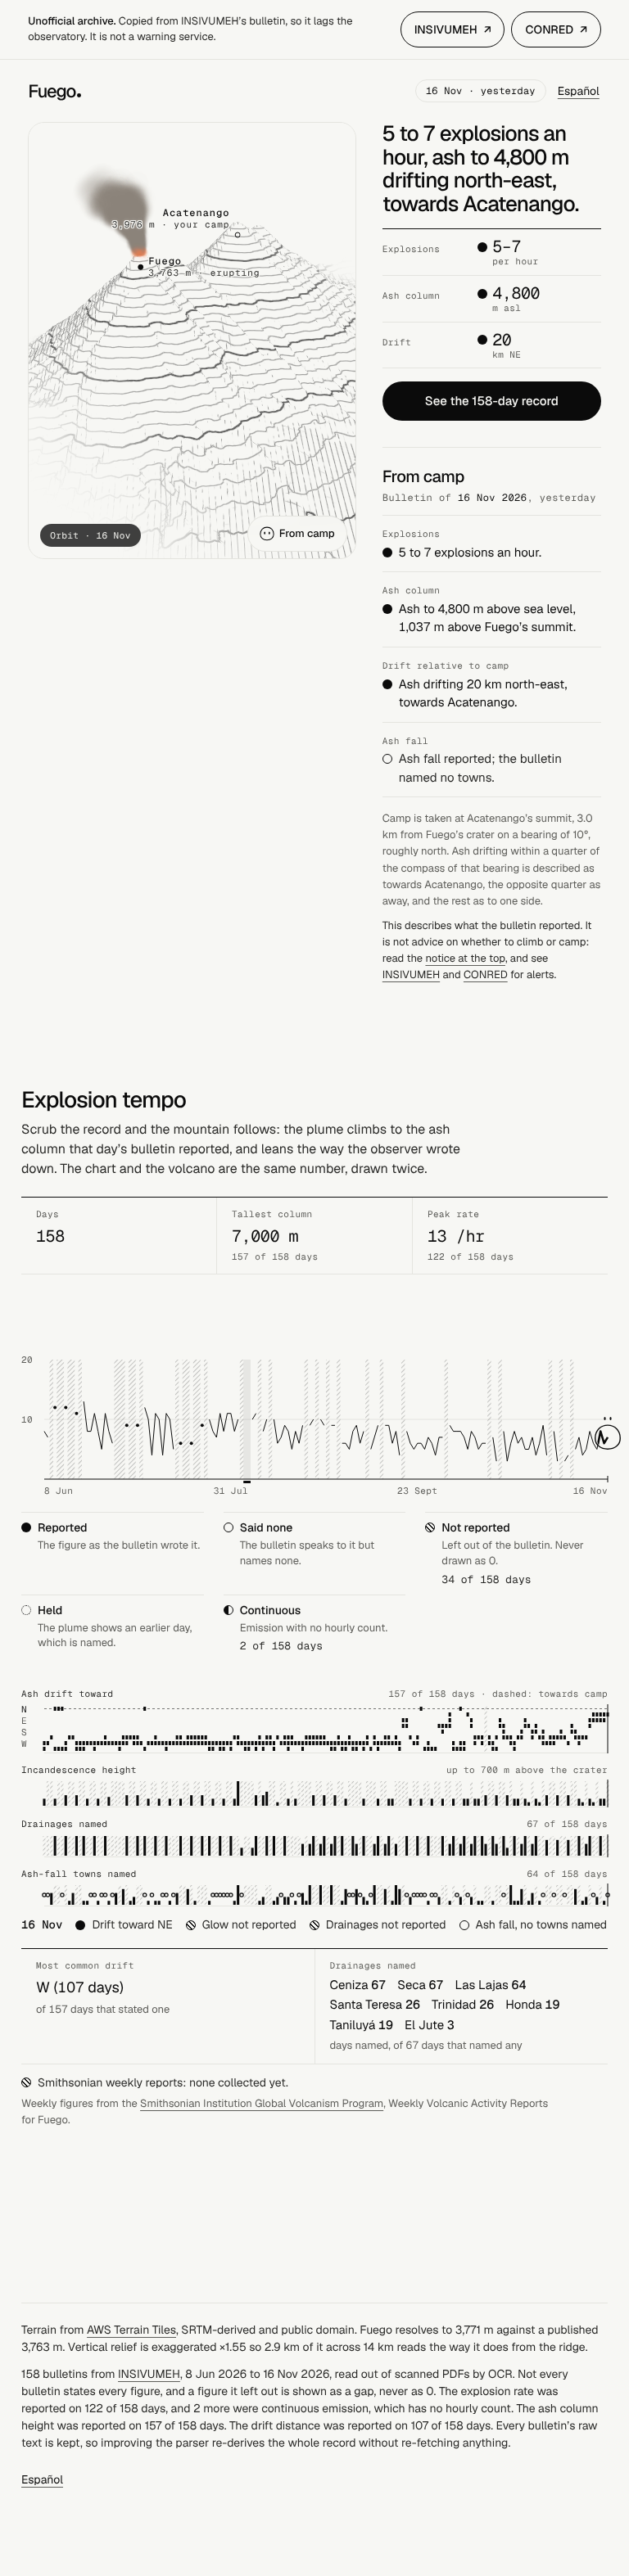 Unofficial archive. Copied from INSIVUMEH's bulletin, so it lags the
observatory. It is not a warning service.
INSIVUMEH ↗
CONRED ↗
Fuego.
16 Nov · yesterday
Español
Acatenango
3,976 m · your camp
Fuego
3,763 m · erupting
Orbit · 16 Nov
From camp
5 to 7 explosions an
hour, ash to 4,800 m
drifting north-east,
towards Acatenango.
Explosions
5–7
per hour
Ash column
4,800
m asl
Drift
20
km NE
See the 158-day record
From camp
Bulletin of 16 Nov 2026, yesterday
Explosions
5 to 7 explosions an hour.
Ash column
Ash to 4,800 m above sea level,
1,037 m above Fuego's summit.
Drift relative to camp
Ash drifting 20 km north-east,
towards Acatenango.
Ash fall
Ash fall reported; the bulletin
named no towns.
Camp is taken at Acatenango's summit, 3.0
km from Fuego's crater on a bearing of 10°,
roughly north. Ash drifting within a quarter of
the compass of that bearing is described as
towards Acatenango, the opposite quarter as
away, and the rest as to one side.
This describes what the bulletin reported. It
is not advice on whether to climb or camp:
read the notice at the top, and see
INSIVUMEH and CONRED for alerts.
Explosion tempo
Scrub the record and the mountain follows: the plume climbs to the ash
column that day's bulletin reported, and leans the way the observer wrote
down. The chart and the volcano are the same number, drawn twice.
Days
158
Tallest column
7,000 m
157 of 158 days
Peak rate
13 /hr
122 of 158 days
20
10
8 Jun
31 Jul
23 Sept
16 Nov
Reported
The figure as the bulletin wrote it.
Said none
The bulletin speaks to it but
names none.
Not reported
Left out of the bulletin. Never
drawn as 0.
34 of 158 days
Held
The plume shows an earlier day,
which is named.
Continuous
Emission with no hourly count.
2 of 158 days
Ash drift toward
157 of 158 days · dashed: towards camp
N
E
S
W
Incandescence height
up to 700 m above the crater
Drainages named
67 of 158 days
Ash-fall towns named
64 of 158 days
16 Nov Drift toward NE Glow not reported Drainages not reported Ash fall, no towns named
Most common drift
W (107 days)
of 157 days that stated one
Drainages named
Ceniza 67 Seca 67 Las Lajas 64
Santa Teresa 26 Trinidad 26 Honda 19
Taniluyá 19 El Jute 3
days named, of 67 days that named any
Smithsonian weekly reports: none collected yet.
Weekly figures from the Smithsonian Institution Global Volcanism Program, Weekly Volcanic Activity Reports
for Fuego.
Terrain from AWS Terrain Tiles, SRTM-derived and public domain. Fuego resolves to 3,771 m against a published
3,763 m. Vertical relief is exaggerated ×1.55 so 2.9 km of it across 14 km reads the way it does from the ridge.
158 bulletins from INSIVUMEH, 8 Jun 2026 to 16 Nov 2026, read out of scanned PDFs by OCR. Not every
bulletin states every figure, and a figure it left out is shown as a gap, never as 0. The explosion rate was
reported on 122 of 158 days, and 2 more were continuous emission, which has no hourly count. The ash column
height was reported on 157 of 158 days. The drift distance was reported on 107 of 158 days. Every bulletin's raw
text is kept, so improving the parser re-derives the whole record without re-fetching anything.
Español